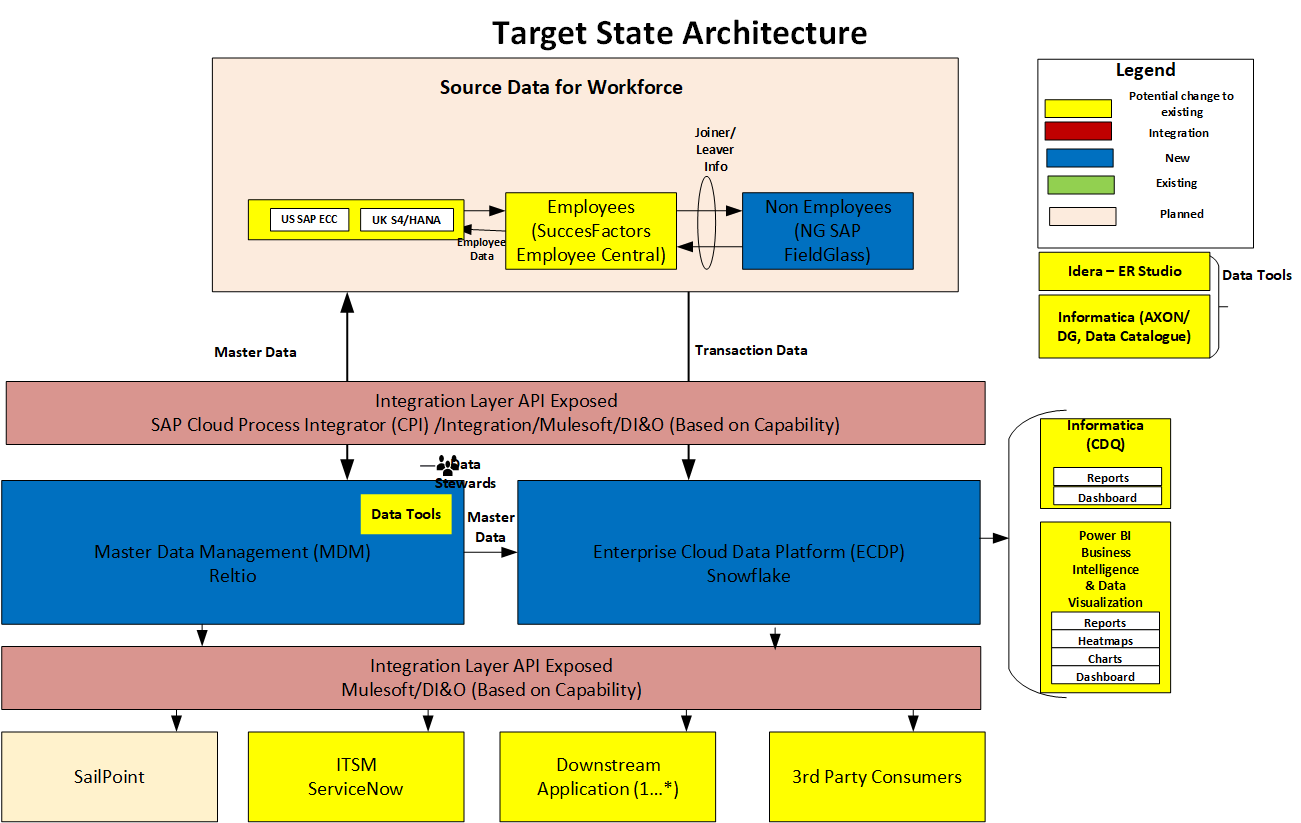 Target State Architecture
Source Data for Workforce
Joiner/
Leaver
Info
US SAP ECC
UK S4/HANA
Employee
Data
Employees
(SuccesFactors
Employee Central)
Non Employees
(NG SAP
FieldGlass)
Legend
Potential change to
existing
Integration
New
Existing
Planned
Idera – ER Studio
Informatica (AXON/
DG, Data Catalogue)
Data Tools
Master Data
Transaction Data
Integration Layer API Exposed
SAP Cloud Process Integrator (CPI) /Integration/Mulesoft/DI&O (Based on Capability)
Data
Stewards
Data Tools
Master Data Management (MDM)
Reltio
Master
Data
Enterprise Cloud Data Platform (ECDP)
Snowflake
Informatica
(CDQ)
Reports
Dashboard
Power BI
Business
Intelligence
& Data
Visualization
Reports
Heatmaps
Charts
Dashboard
Integration Layer API Exposed
Mulesoft/DI&O (Based on Capability)
SailPoint
ITSM
ServiceNow
Downstream
Application (1...*)
3rd Party Consumers